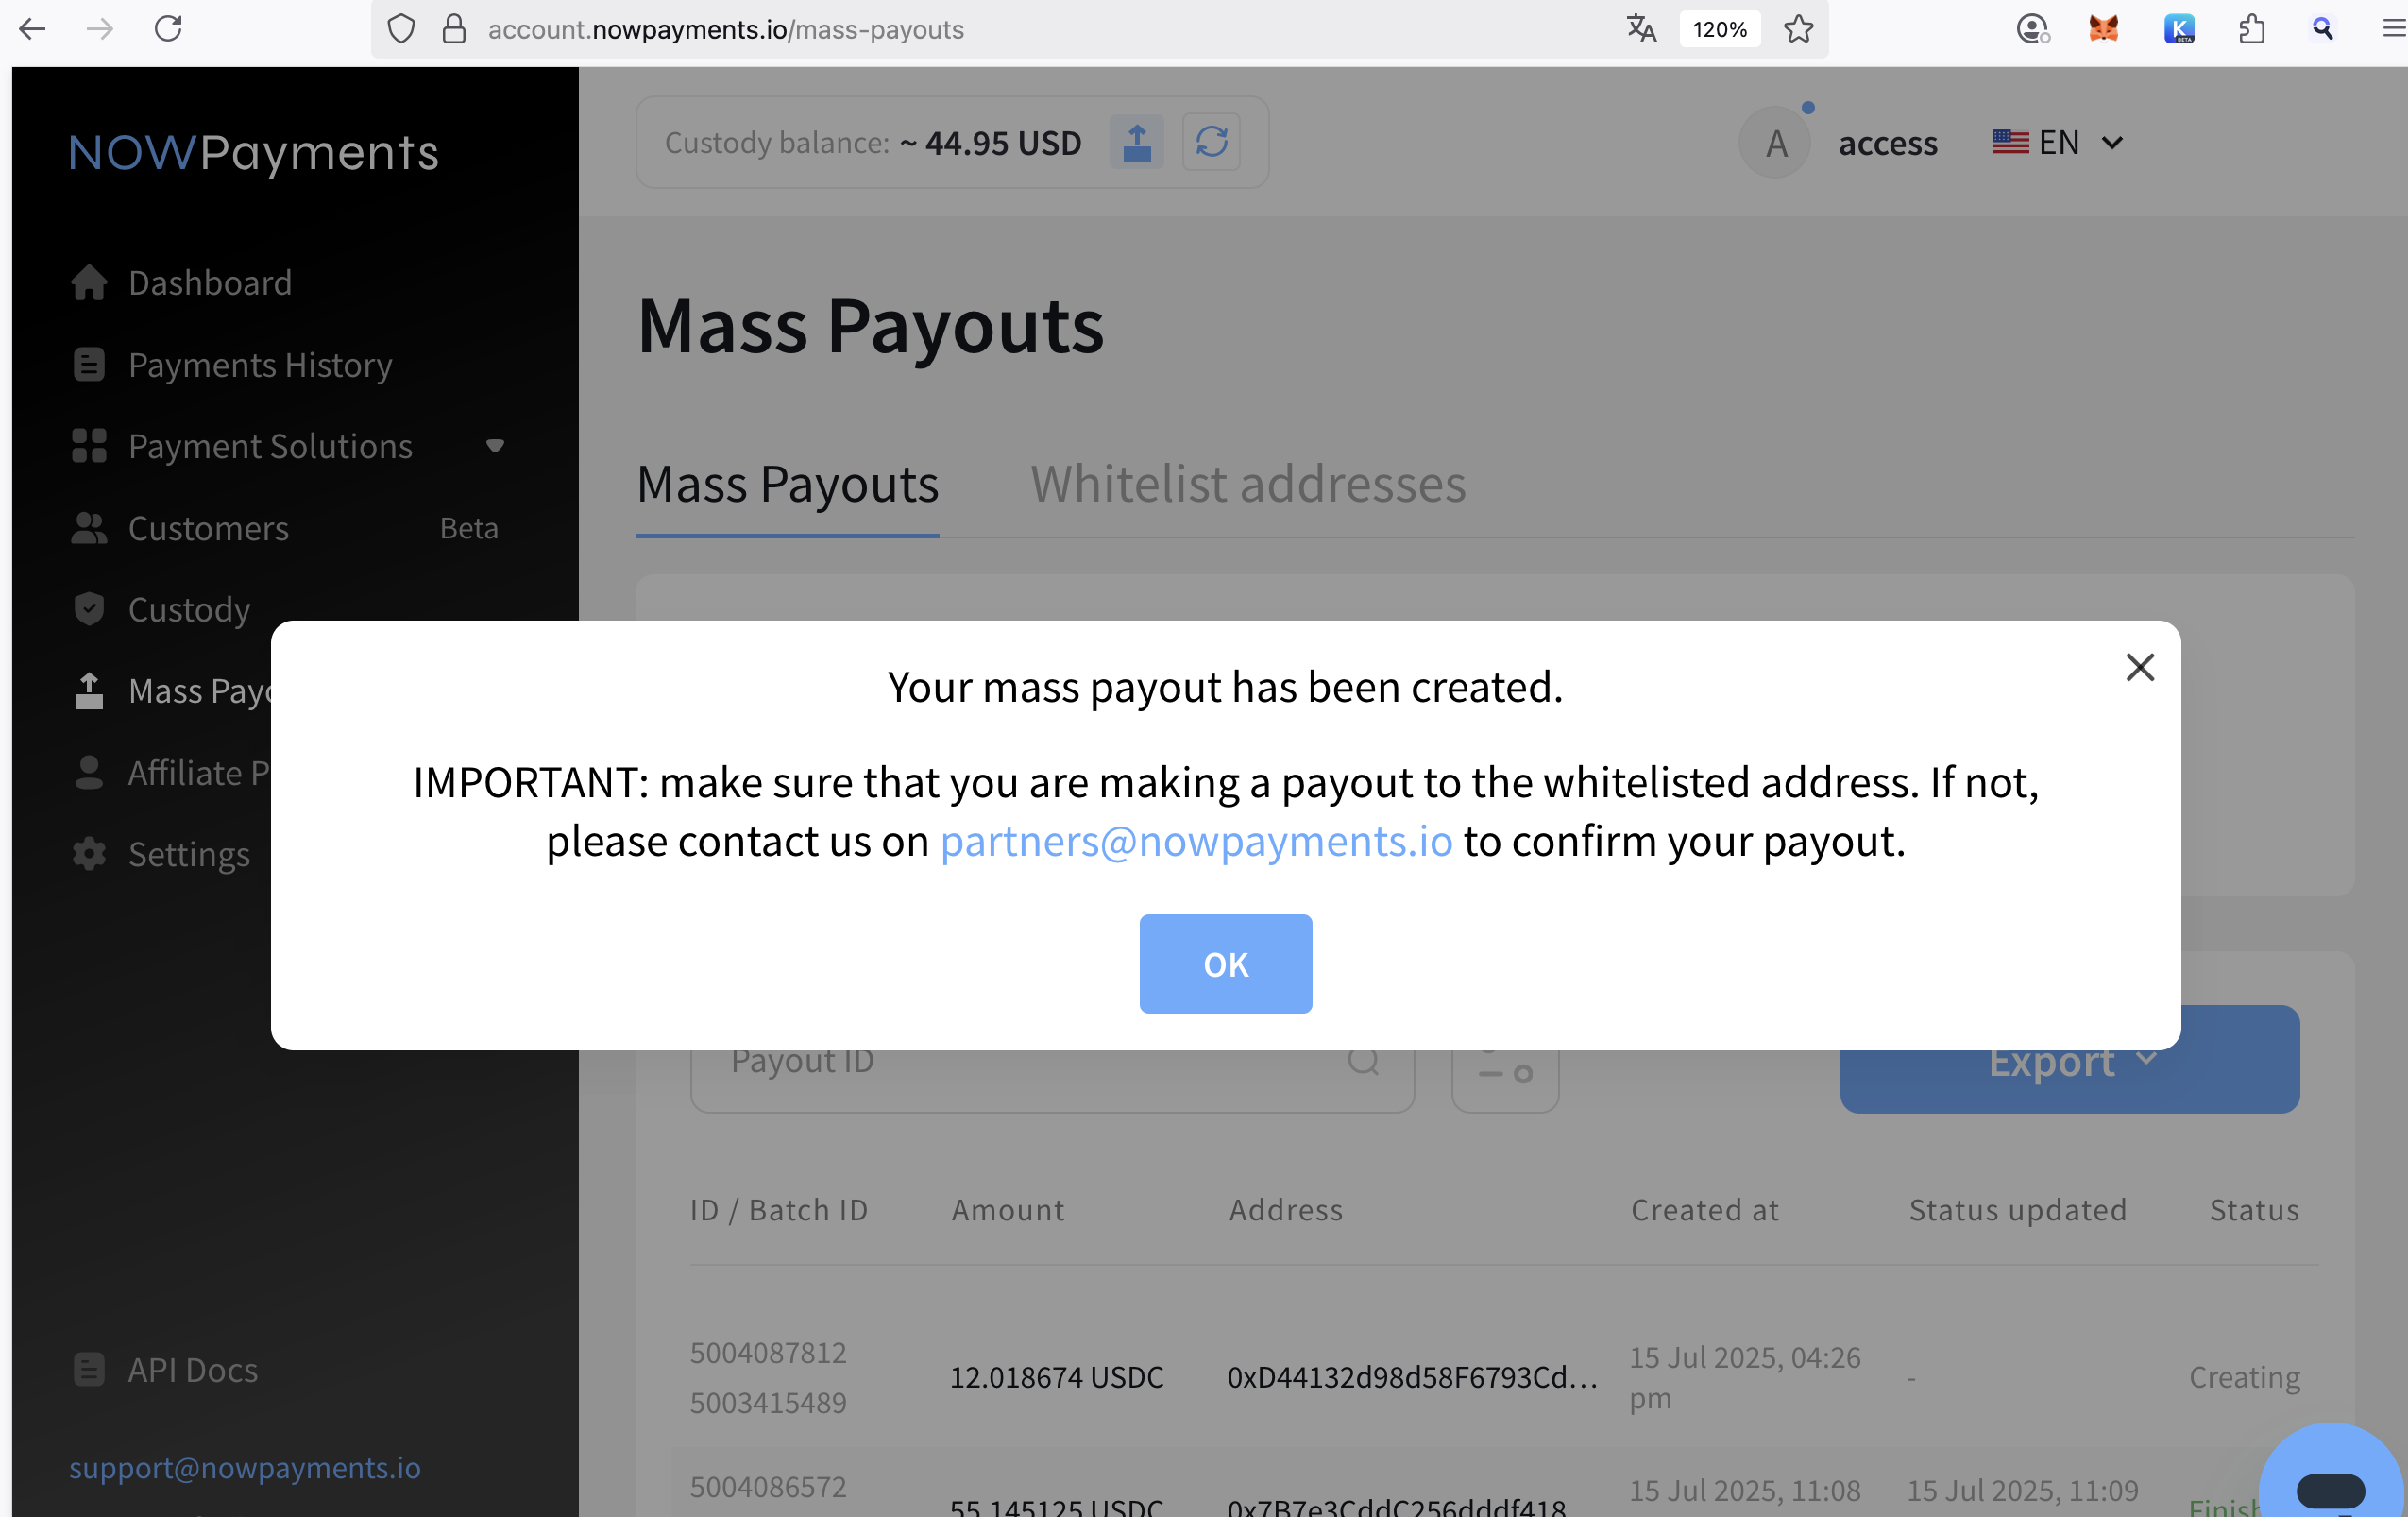 account.nowpayments.io/mass-payouts
120%
NOWPayments
Custody balance: ~ 44.95 USD
A
access
EN
Dashboard
Payments History
Payment Solutions
Customers
Beta
Custody
Mass Payo
Affiliate P
Settings
API Docs
support@nowpayments.io
Mass Payouts
Mass Payouts
Whitelist addresses
Your mass payout has been created.
IMPORTANT: make sure that you are making a payout to the whitelisted address. If not,
please contact us on partners@nowpayments.io to confirm your payout.
OK
Payout ID
Export
ID / Batch ID
Amount
Address
Created at
Status updated
Status
5004087812
5003415489
12.018674 USDC
0xD44132d98d58F6793Cd...
15 Jul 2025, 04:26
pm
-
Creating
5004086572
55.145125 USDC
0x7B7e3CddC256dddf418
15 Jul 2025, 11:08
15 Jul 2025, 11:09
Finish